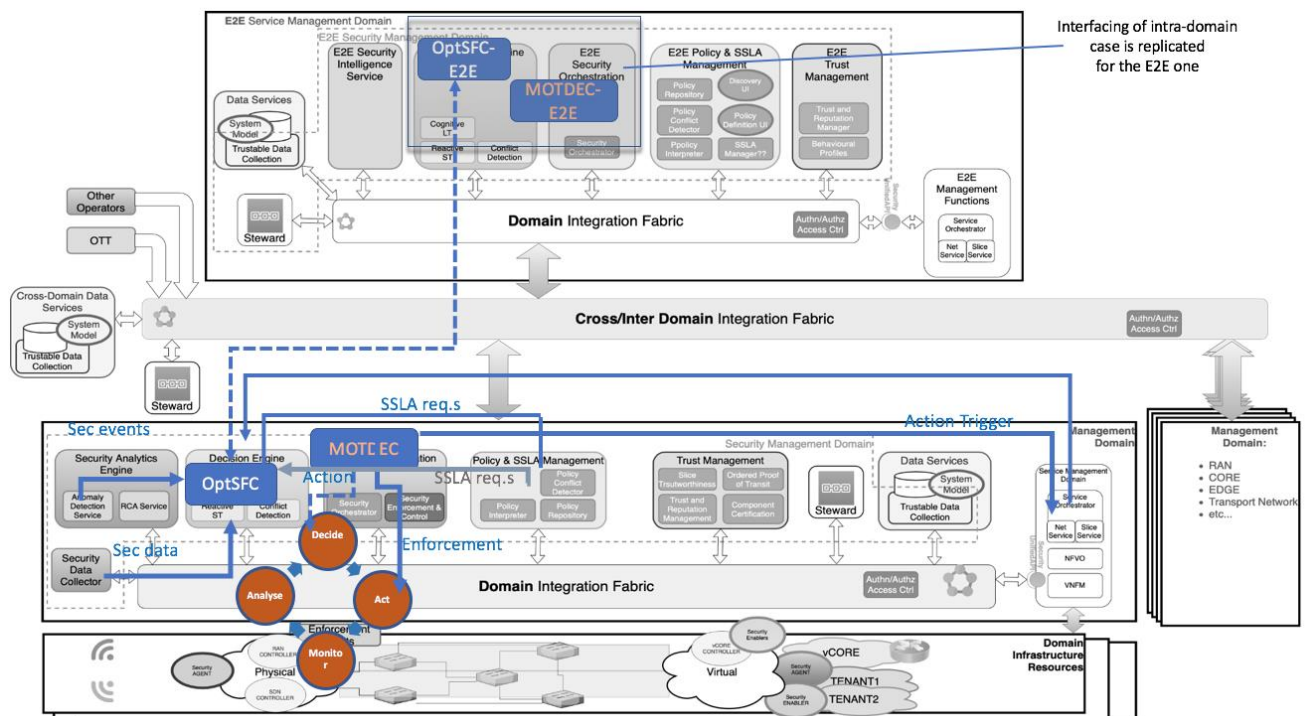 E2E Service Management Domain
E2E Security Management Domain
Interfacing of intra-domain
case is replicated
for the E2E one
E2E Security
Intelligence
Service
OptSFC-
E2E
ine
Cognitive
LT
Reactive
ST
Conflict
Detection
E2E
Security
Orchestration
MOTDEC-
E2E
Security
Orchestrator
E2E Policy & SSLA
Management
Policy
Repository
Discovery
UI
Policy
Conflict
Detector
Policy
Definition UI
Ppolicy
Interpreter
SSLA
Manager??
E2E
Trust
Management
Trust and
Reputation
Manager
Behavioural
Profiles
Data Services
System
Model
Trustable Data
Collection
Steward
Domain Integration Fabric
Authn/Authz
Access Ctrl
Security
E2E
Management
Functions
Service
Orchestrator
Net
Service
Slice
Service
Other
Operators
OTT
Cross-Domain Data
Services
System
Model
Trustable Data
Collection
Steward
Cross/Inter Domain Integration Fabric
Authn/Authz
Access Ctrl
SSLA req.s
Sec events
Action Trigger
Management
Domain
Security Management Domain
Security Analytics
Engine
Anomaly
Detection
Service
RCA Service
Decision Engine
OptSFC
Reactive
ST
Conflict
Detection
MOTDEC
ation
Action
SSLA req.s
Security
Orchestrator
Security
Enforcement
& Control
Policy & SSLA Management
Policy
Conflict
Detector
Policy
Interpreter
Policy
Repository
Trust Management
Slice
Trsutworthiness
Ordered Proof of
Transit
Trust and
Reputation
Management
Component
Certification
Steward
Data Services
System
Model
Trustable Data
Collection
Service Management
Domain
Service
Orchestrator
Net
Service
Slice
Service
NFVO
VNFM
Security
Management
Domain:
• RAN
• CORE
• EDGE
• Transport Network
• etc...
Security
Data
Collector
Sec data
Decide
Enforcement
Analyse
Act
Monito
r
Domain Integration Fabric
Authn/Authz
Access Ctrl
Enforcement
Domain
Infrastructure
Resources
Security
AGENT
RAN
CONTROLLER
Physical
SDN
CONTROLLER
Virtual
vCORE
CONTROLLER
Security
Enablers
vCORE
Security
AGENT
TENANT1
Security
ENABLER
TENANT2